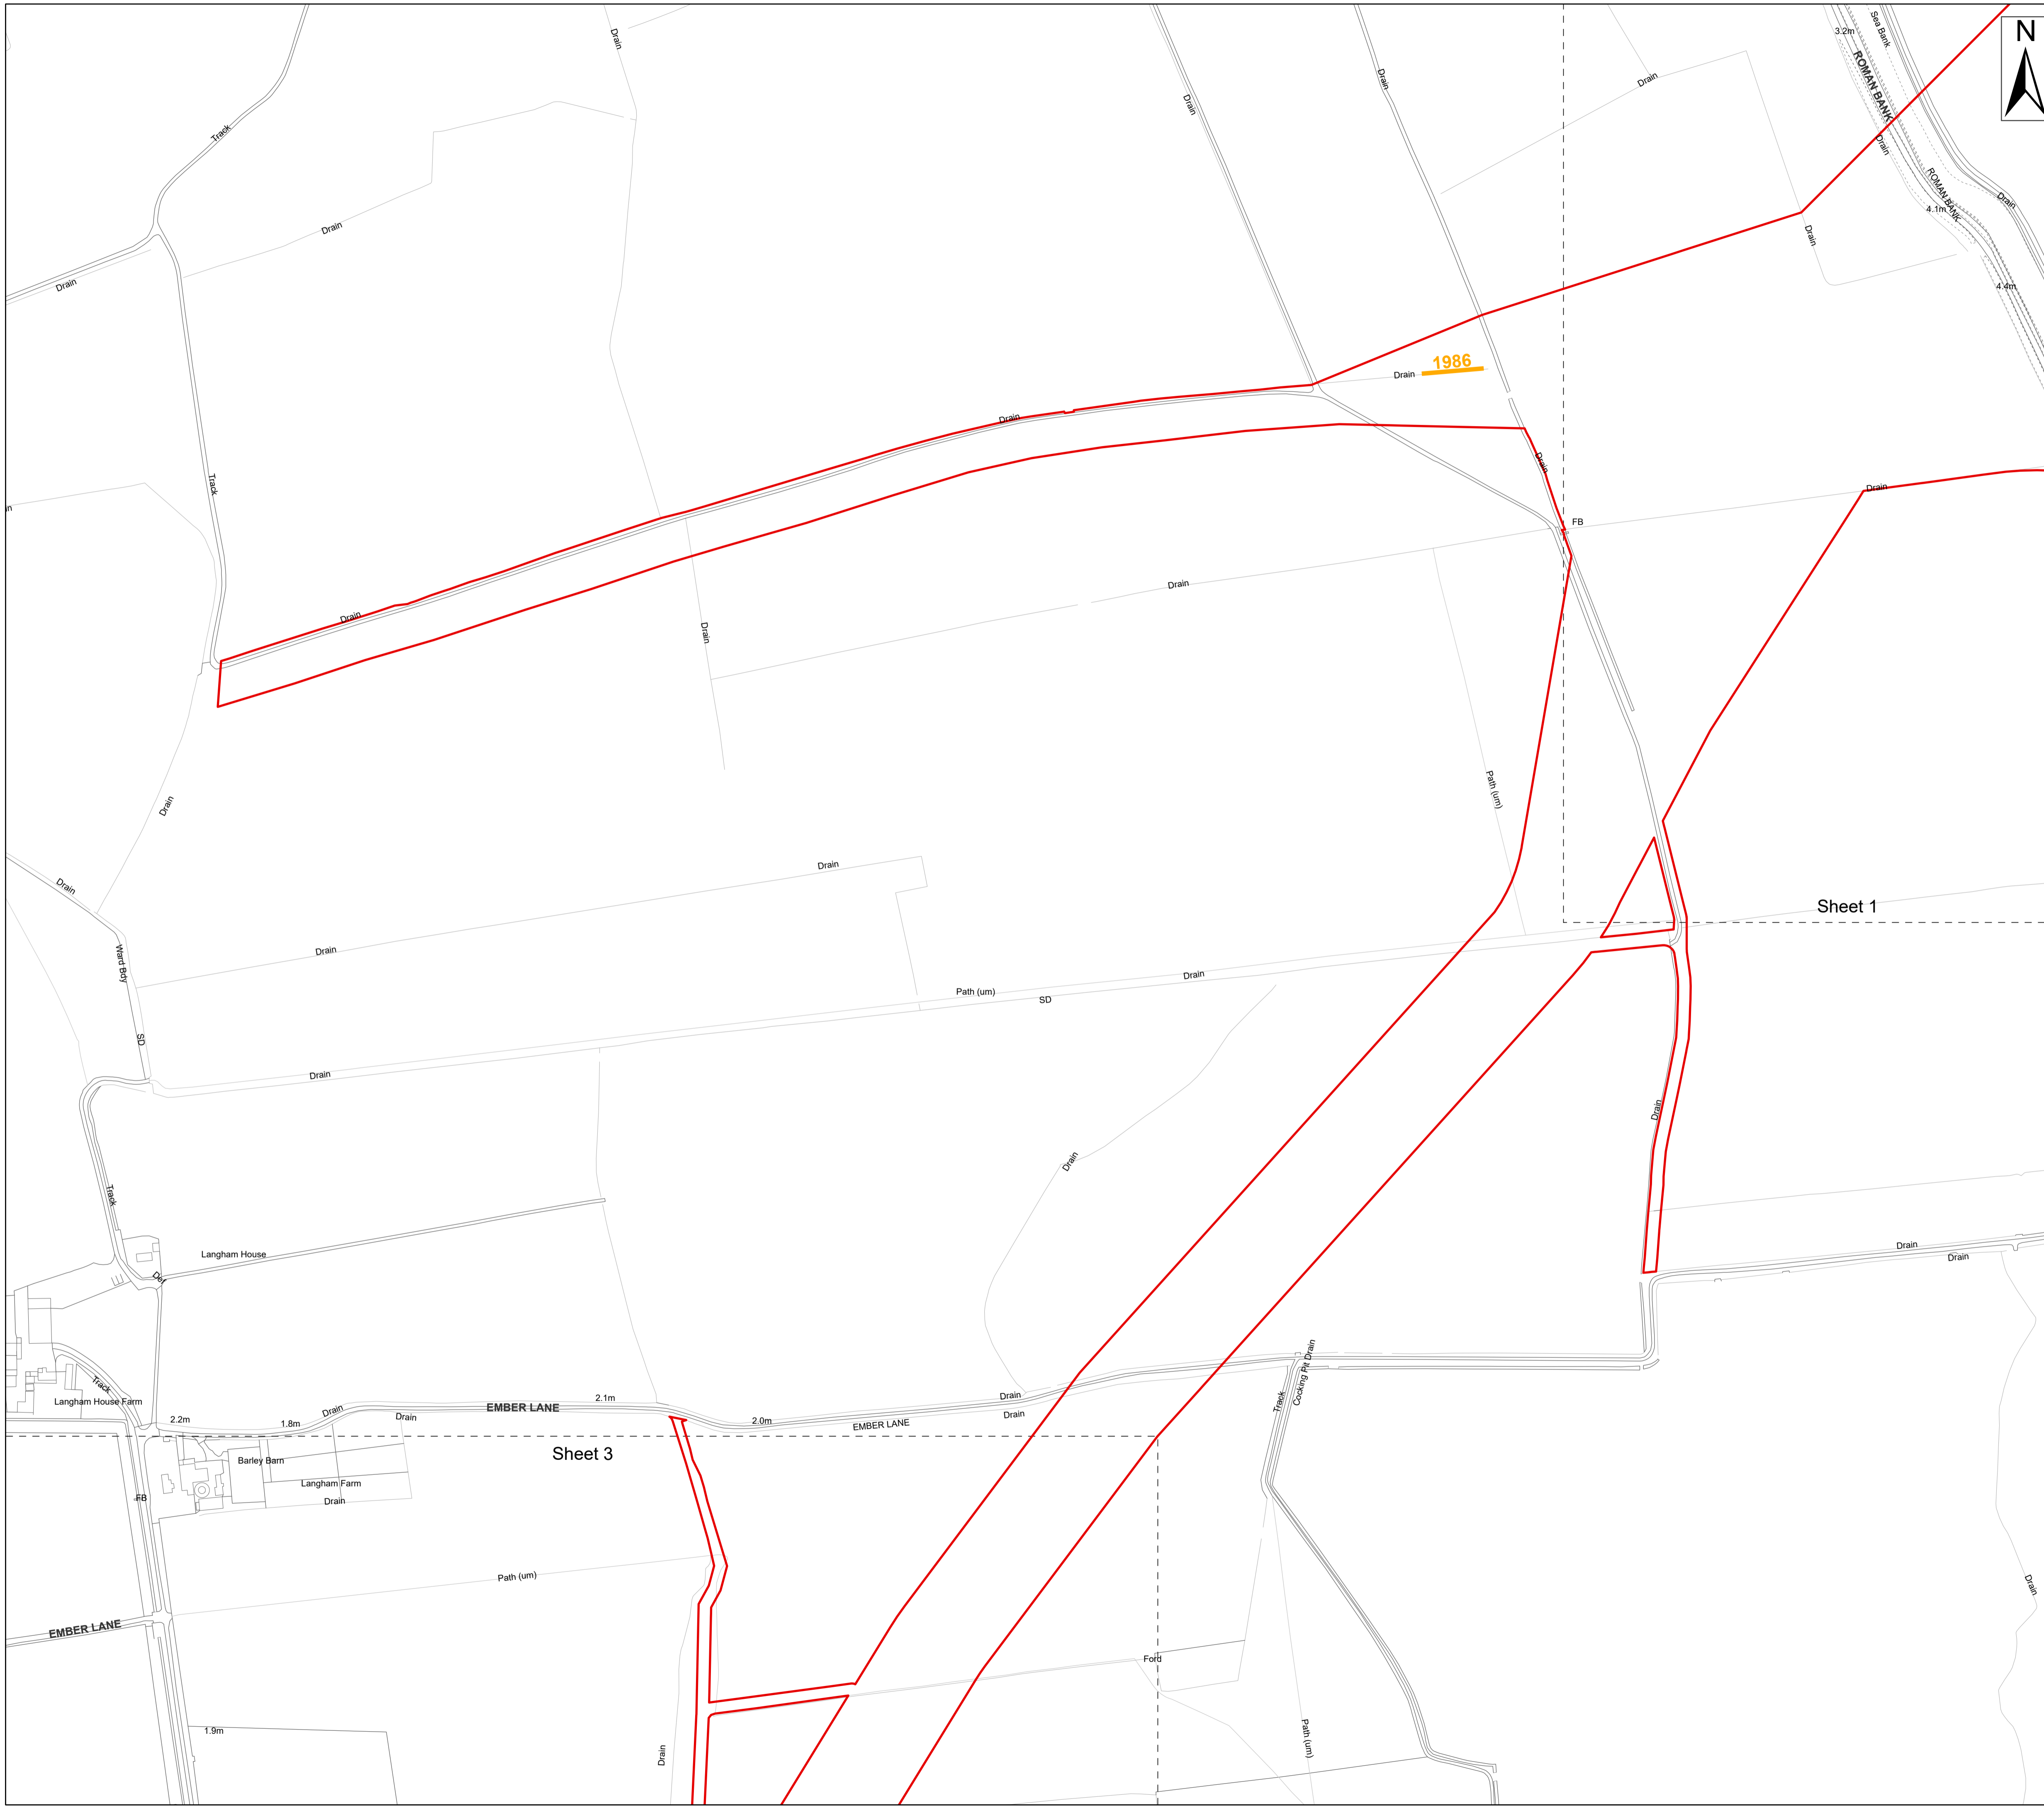 Sea Bank
3.2m
N
Drain
Drain
Drain
Drain
ROMAN BANK
Drain
Track
Drain
ROMAN BANK
Drain
4.1m
Drain
Drain
Drain
4.4m
1986
Drain
Drain
Drain
Track
Drain
FB
Drain
Drain
Drain
Path (um)
Drain
Drain
Drain
Sheet 1
Ward Bdy
Drain
Drain
Path (um)
SD
SD
Drain
Drain
Drain
Track
Drain
Drain
Langham House
Def
Cocking Pit Drain
Track
Track
Langham House Farm
Drain
2.1m
EMBER LANE
Drain
Drain
Drain
2.2m
1.8m
2.0m
EMBER LANE
Sheet 3
Barley Barn
Langham Farm
FB
Drain
Path (um)
Drain
EMBER LANE
Ford
1.9m
Path (um)
Drain